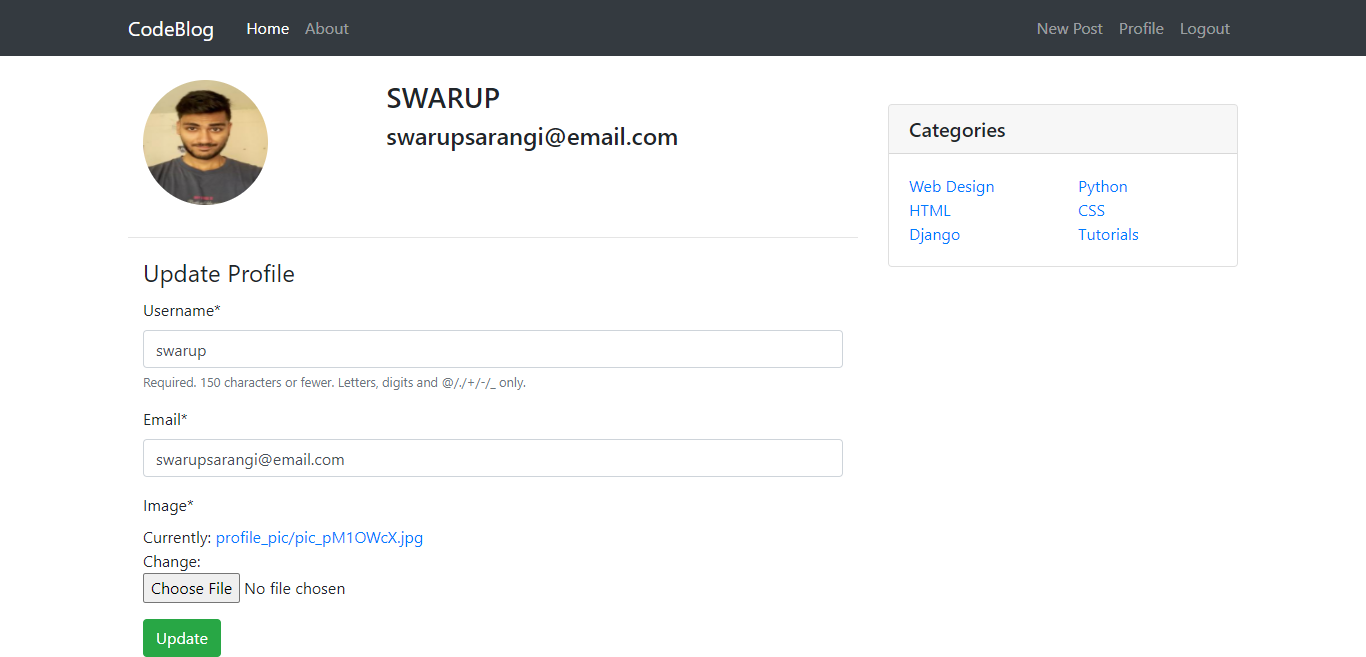 CodeBlog Home About New Post Profile Logout
SWARUP
swarupsarangi@email.com
Categories
Web Design Python
HTML CSS
Django Tutorials
Update Profile
Username*
swarup
Required. 150 characters or fewer. Letters, digits and @/./+/-/_ only.
Email*
swarupsarangi@email.com
Image*
Currently: profile_pic/pic_pM1OWcX.jpg
Change:
Choose File No file chosen
Update